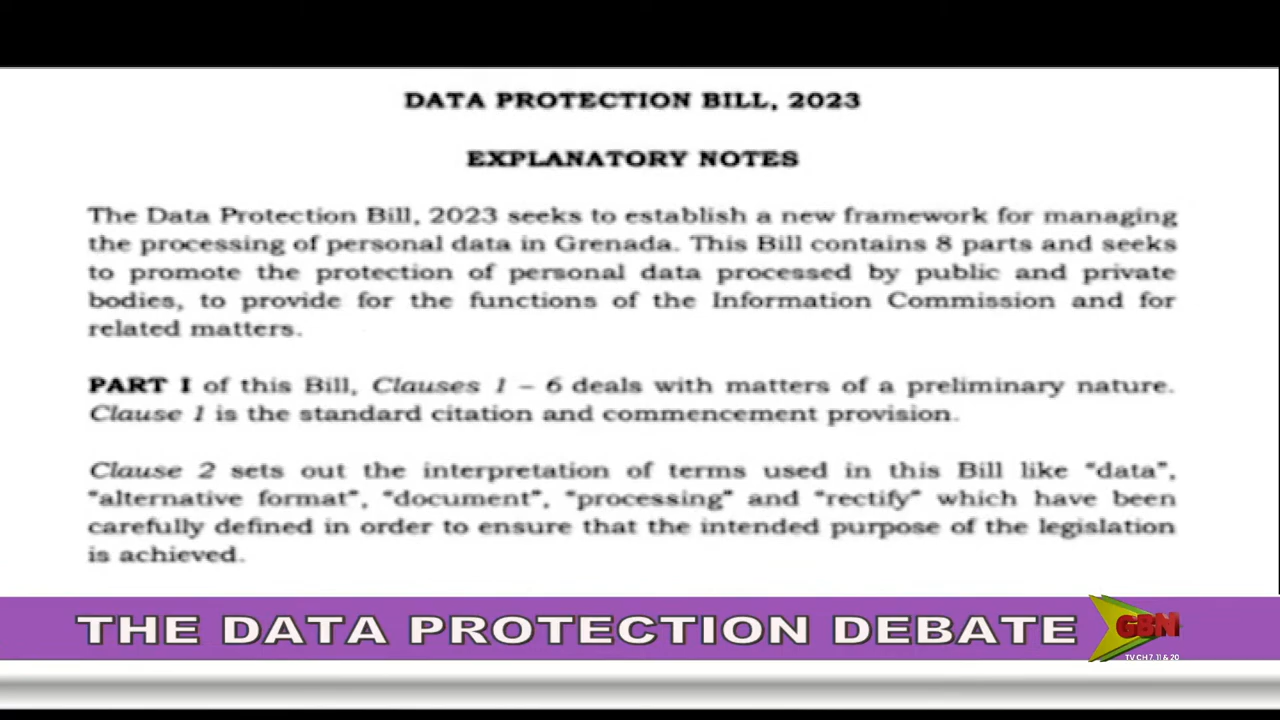 DATA PROTECTION BILL, 2023
EXPLANATORY NOTES
The Data Protection Bill, 2023 seeks to establish a new framework for managing
the processing of personal data in Grenada. This Bill contains 8 parts and seeks
to promote the protection of personal data processed by public and private
bodies, to provide for the functions of the Information Commission and for
related matters.
PART I of this Bill, Clauses 1 – 6 deals with matters of a preliminary nature.
Clause 1 is the standard citation and commencement provision.
Clause 2 sets out the interpretation of terms used in this Bill like “data”,
“alternative format”, “document”, “processing” and “rectify” which have been
carefully defined in order to ensure that the intended purpose of the legislation
is achieved.
THE DATA PROTECTION DEBATE
GBN
TV CH 7, 11 & 20